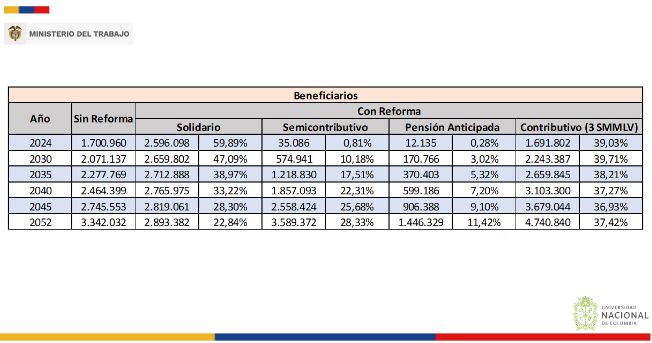 MINISTERIO DEL TRABAJO
Beneficiarios
Año Sin Reforma Con Reforma
Solidario Semicontributivo Pensión Anticipada Contributivo (3 SMMLV)
2024 1.700.960 2.596.098 59,89% 35.086 0,81% 12.135 0,28% 1.691.802 39,03%
2030 2.071.137 2.659.802 47,09% 574.941 10,18% 170.766 3,02% 2.243.387 39,71%
2035 2.277.769 2.712.888 38,97% 1.218.830 17,51% 370.403 5,32% 2.659.845 38,21%
2040 2.464.399 2.765.975 33,22% 1.857.093 22,31% 599.186 7,20% 3.103.300 37,27%
2045 2.745.553 2.819.061 28,30% 2.558.424 25,68% 906.388 9,10% 3.679.044 36,93%
2052 3.342.032 2.893.382 22,84% 3.589.372 28,33% 1.446.329 11,42% 4.740.840 37,42%
UNIVERSIDAD
NACIONAL
DE COLOMBIA